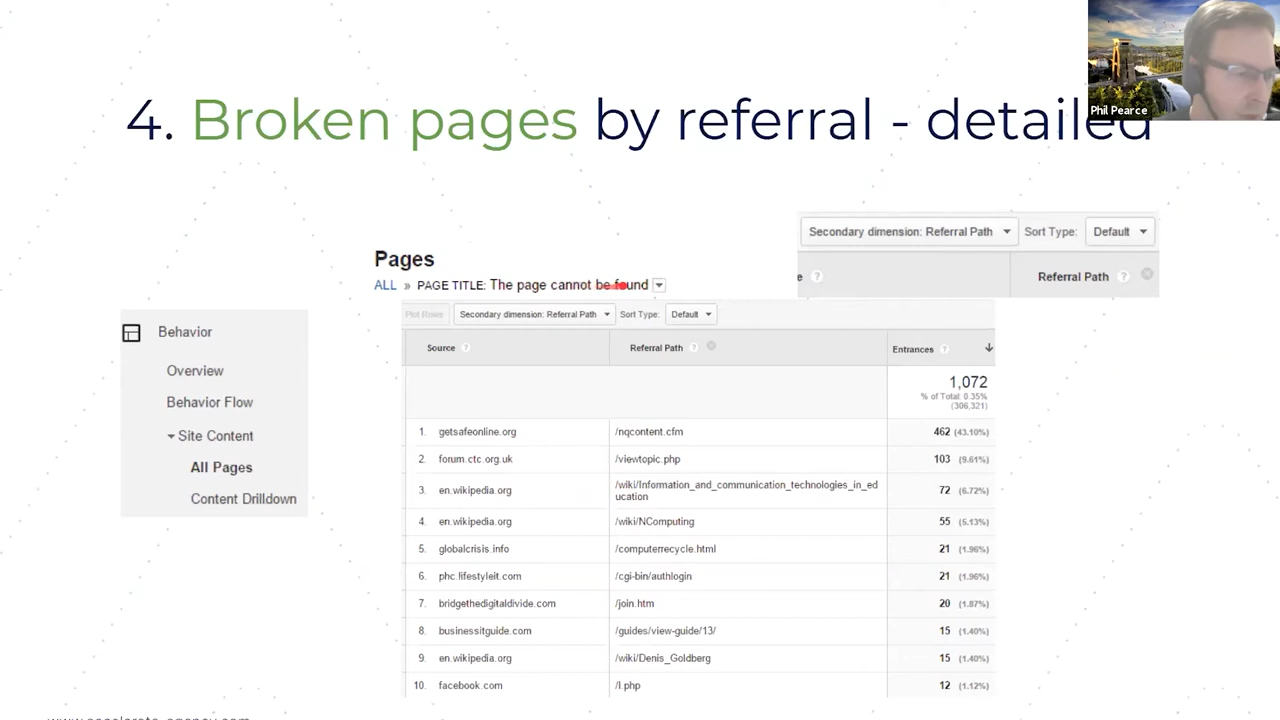 Phil Pearce
4. Broken pages by referral - detailed
Secondary dimension: Referral Path Sort Type: Default
e ? Referral Path ?
Pages
ALL » PAGE TITLE: The page cannot be found
Plot Rows Secondary dimension: Referral Path Sort Type: Default
Source ? Referral Path ? Entrances ?
1,072
% of Total: 0.35%
(306,321)
1. getsafeonline.org /nqcontent.cfm 462 (43.10%)
2. forum.ctc.org.uk /viewtopic.php 103 (9.61%)
3. en.wikipedia.org /wiki/Information_and_communication_technologies_in_ed
ucation 72 (6.72%)
4. en.wikipedia.org /wiki/NComputing 55 (5.13%)
5. globalcrisis.info /computerrecycle.html 21 (1.96%)
6. phc.lifestyleit.com /cgi-bin/authlogin 21 (1.96%)
7. bridgethedigitaldivide.com /join.htm 20 (1.87%)
8. businessitguide.com /guides/view-guide/13/ 15 (1.40%)
9. en.wikipedia.org /wiki/Denis_Goldberg 15 (1.40%)
10. facebook.com /l.php 12 (1.12%)
Behavior
Overview
Behavior Flow
Site Content
All Pages
Content Drilldown